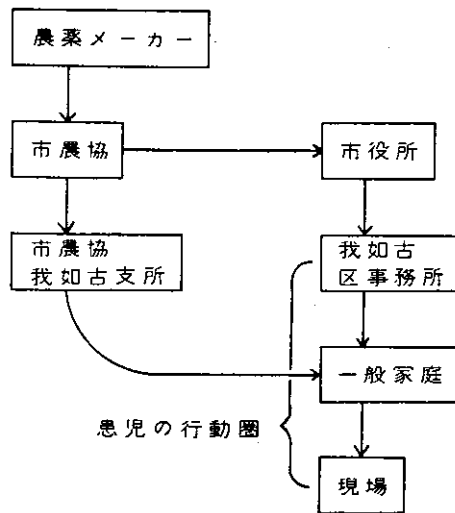 農薬メーカー
市農協
市役所
市農協
我如古支所
我如古
区事務所
一般家庭
患児の行動圏
現場